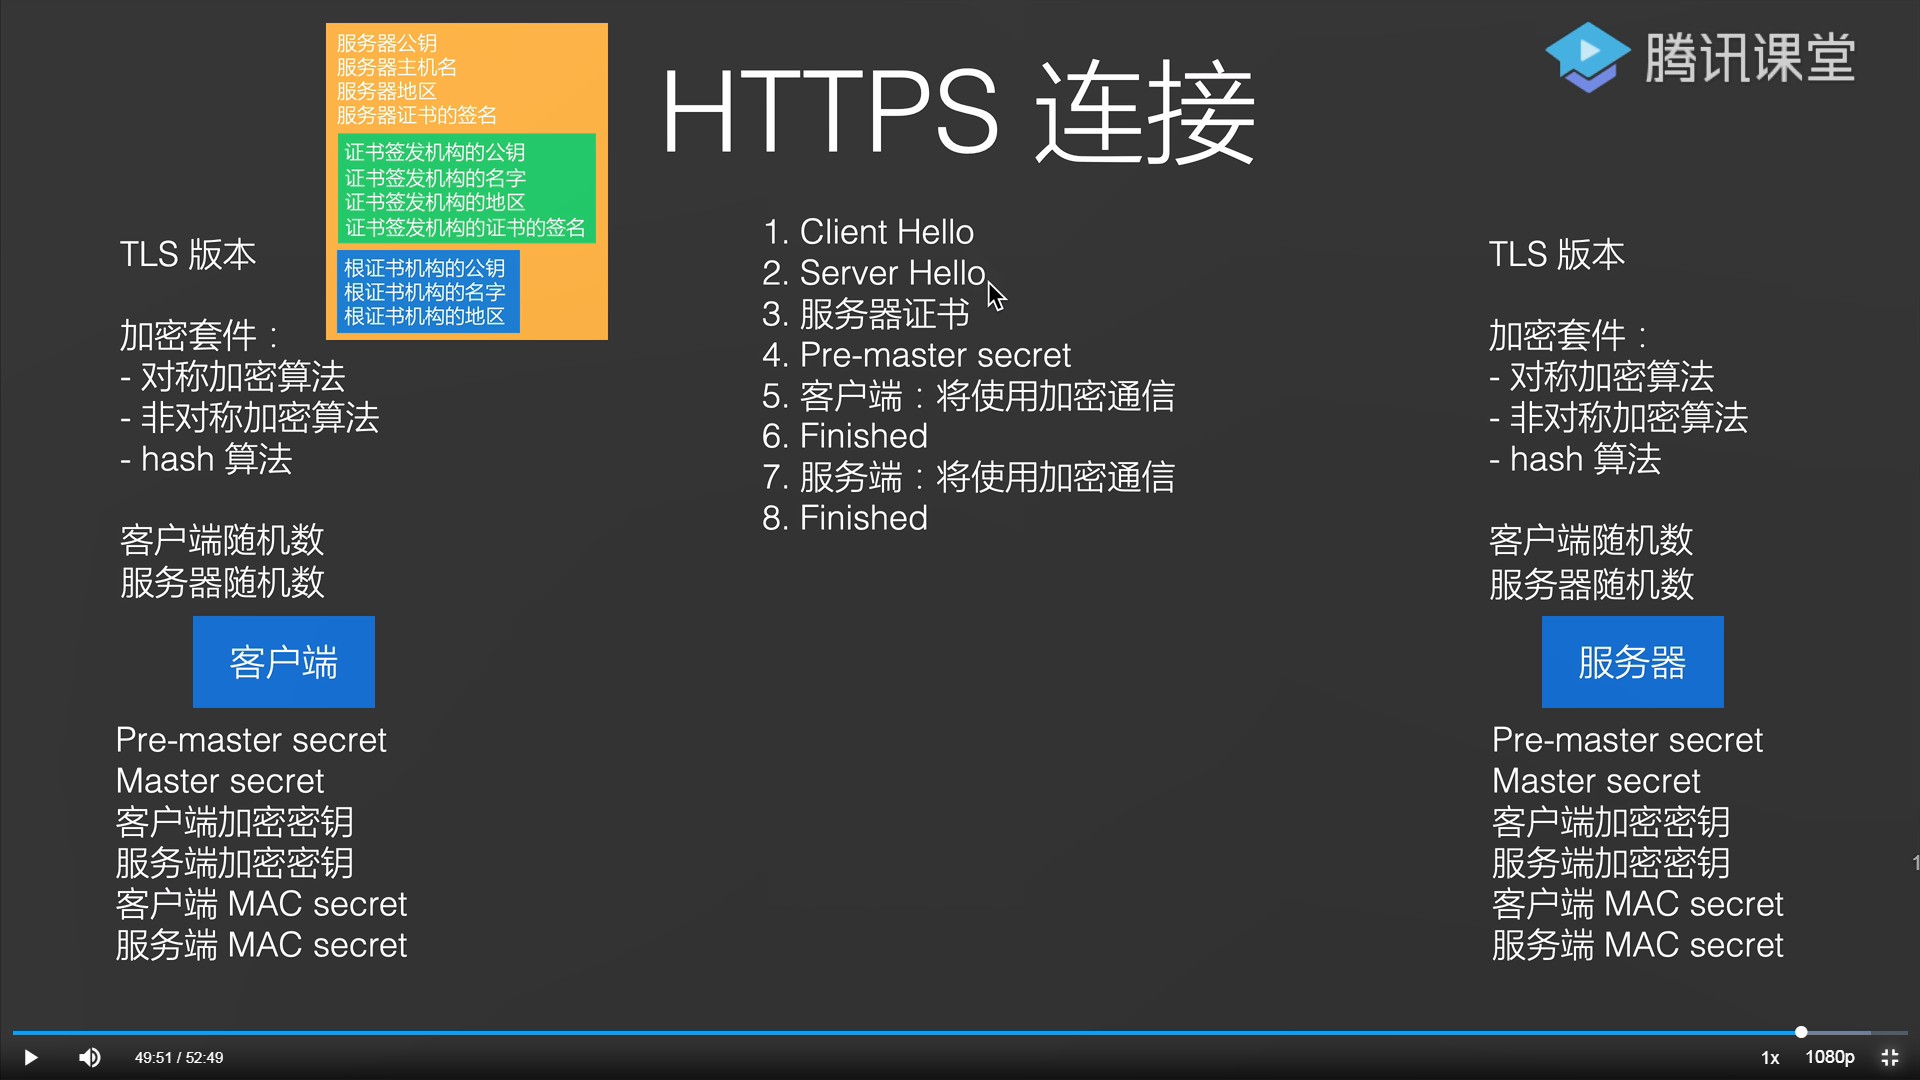 服务器公钥
服务器主机名
服务器地区
服务器证书的签名
证书签发机构的公钥
证书签发机构的名字
证书签发机构的地区
证书签发机构的证书的签名
根证书机构的公钥
根证书机构的名字
根证书机构的地区
HTTPS 连接
腾讯课堂
TLS 版本
加密套件：
- 对称加密算法
- 非对称加密算法
- hash 算法
客户端随机数
服务器随机数
客户端
Pre-master secret
Master secret
客户端加密密钥
服务端加密密钥
客户端 MAC secret
服务端 MAC secret
1. Client Hello
2. Server Hello
3. 服务器证书
4. Pre-master secret
5. 客户端：将使用加密通信
6. Finished
7. 服务端：将使用加密通信
8. Finished
TLS 版本
加密套件：
- 对称加密算法
- 非对称加密算法
- hash 算法
客户端随机数
服务器随机数
服务器
Pre-master secret
Master secret
客户端加密密钥
服务端加密密钥
客户端 MAC secret
服务端 MAC secret
49:51 / 52:49
1x
1080p